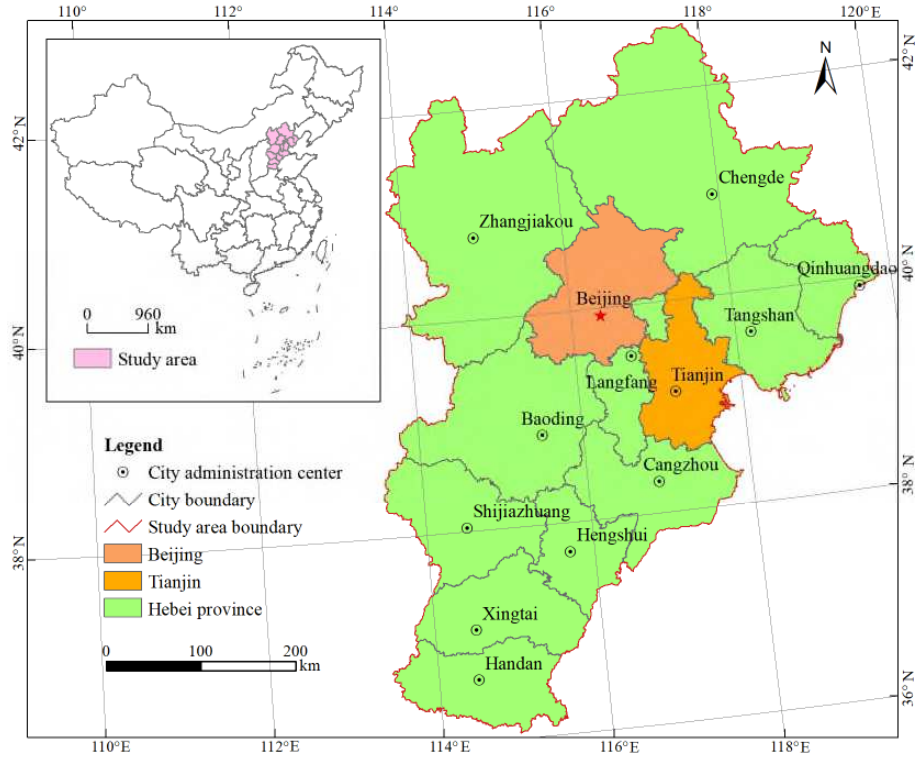 110°E
112°E
114°E
116°E
118°E
120°E
42°N
40°N
38°N
42°N
40°N
38°N
36°N
N
0 960
km
Study area
Chengde
Zhangjiakou
Qinhuangdao
Beijing
Tangshan
Langfang
Tianjin
Baoding
Cangzhou
Shijiazhuang
Hengshui
Xingtai
Handan
Legend
City administration center
City boundary
Study area boundary
Beijing
Tianjin
Hebei province
0 100 200
km
110°E
112°E
114°E
116°E
118°E